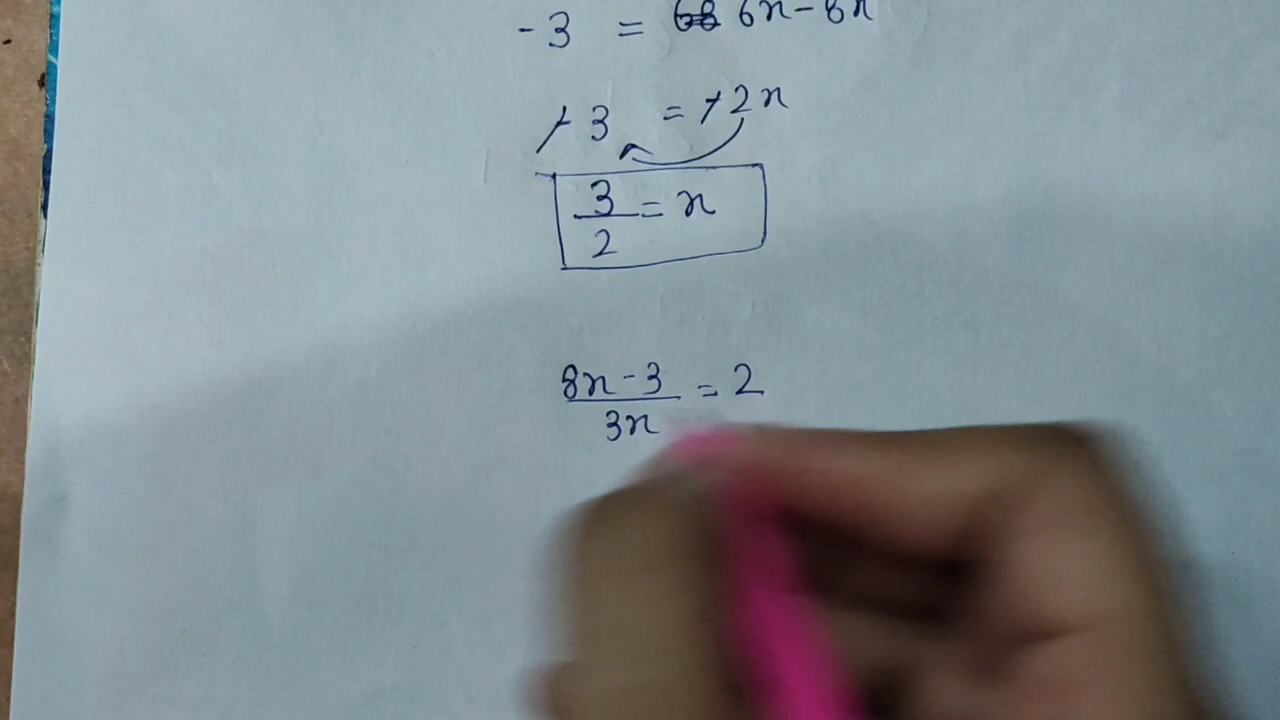 -3 = 6x-8x
-3 = -2x
3/2 = x
8x-3/3x = 2